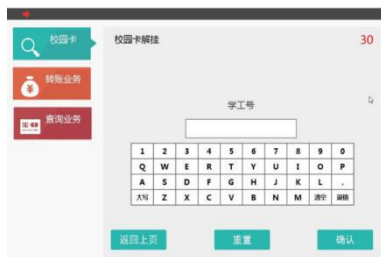 校园卡
转账业务
查询业务
校园卡解挂
30
学工号
1 2 3 4 5 6 7 8 9 0
Q W E R T Y U I O P
A S D F G H J K L .
大写 Z X C V B N M 清空
返回上页 重置 确认